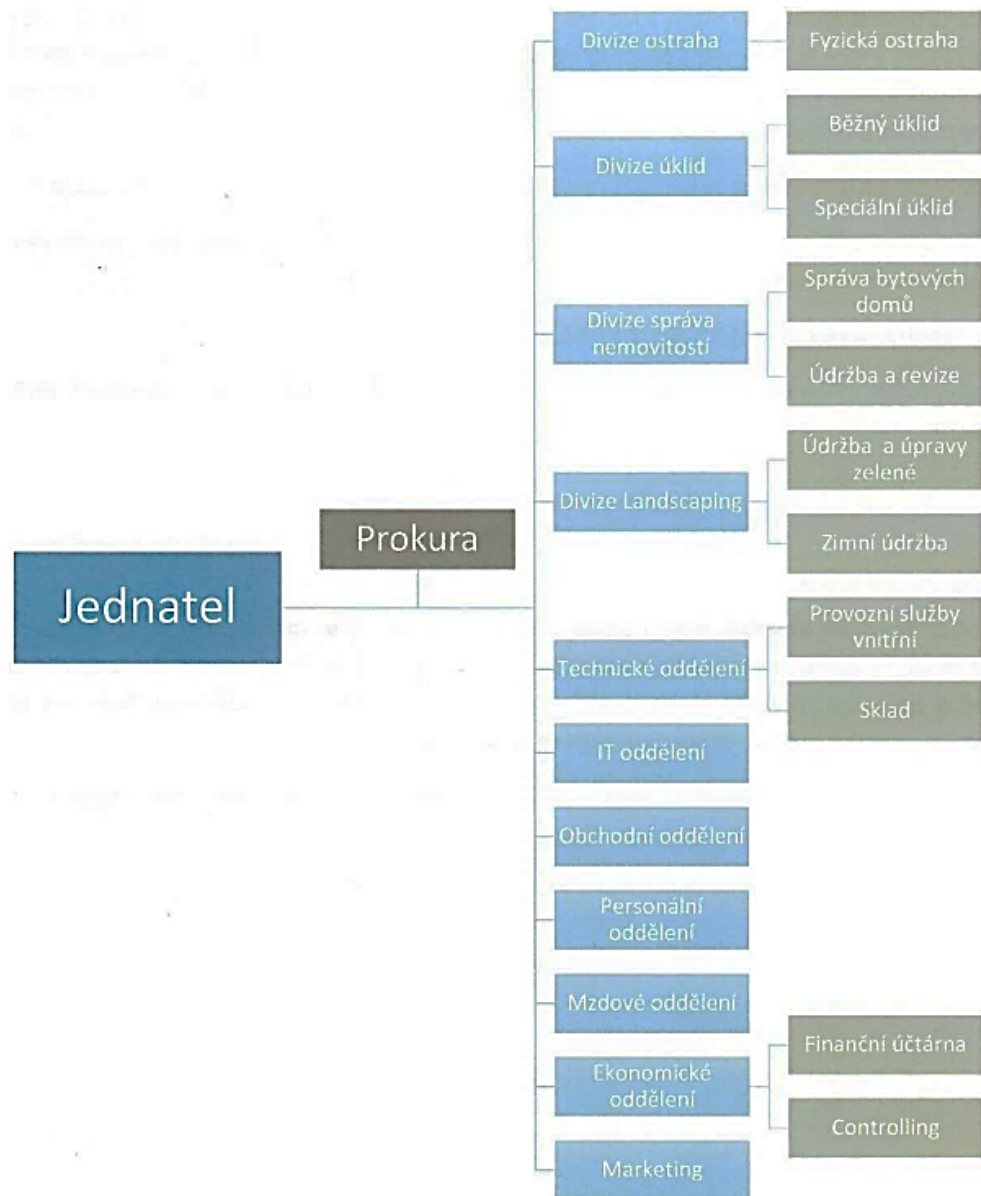 Jednatel
Prokura
Divize ostraha
Fyzická ostraha
Divize úklid
Běžný úklid
Speciální úklid
Divize správa
nemovitostí
Správa bytových
domů
Údržba a revize
Divize Landscaping
Údržba a úpravy
zeleně
Zimní údržba
Technické oddělení
Provozní služby
vnitřní
Sklad
IT oddělení
Obchodní oddělení
Personální
oddělení
Mzdové oddělení
Ekonomické
oddělení
Finanční účtárna
Controlling
Marketing